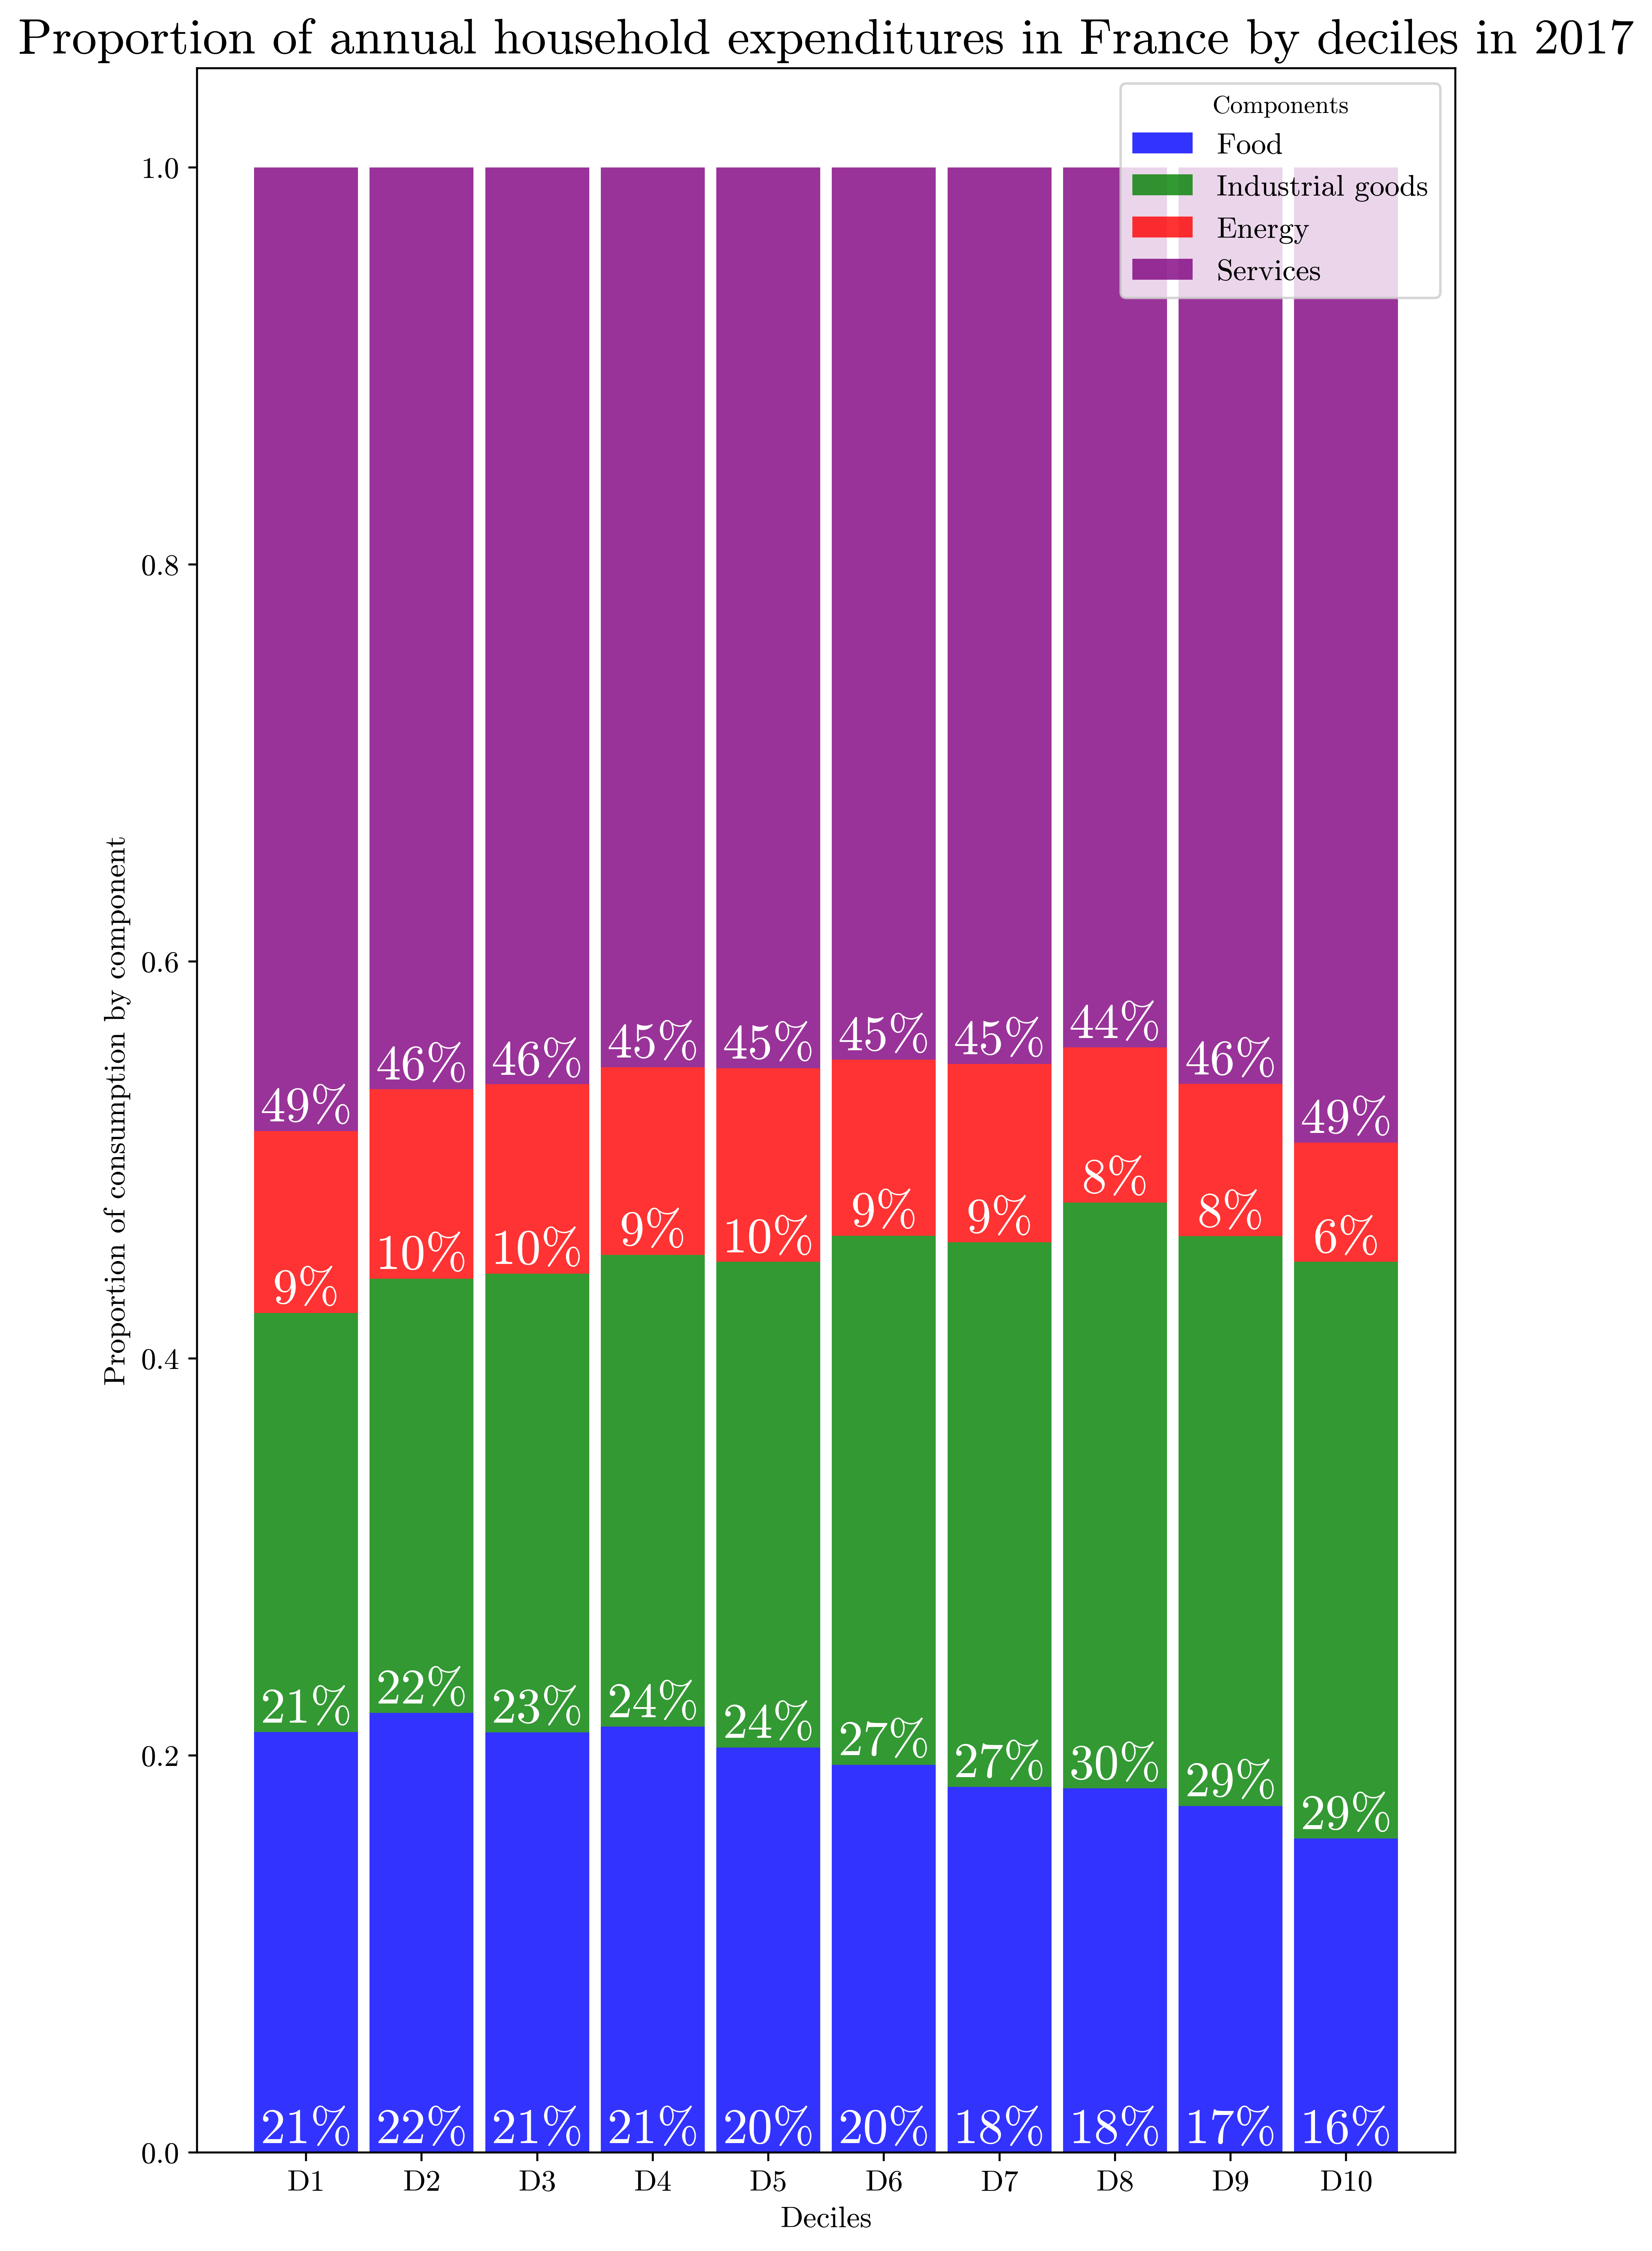 Proportion of annual household expenditures in France by deciles in 2017
Components
Food
Industrial goods
Energy
Services
Proportion of consumption by component
1.0
0.8
0.6
0.4
0.2
0.0
49% 46% 46% 45% 45% 45% 45% 44% 46% 49%
9% 10% 10% 9% 10% 9% 9% 8% 8% 6%
21% 22% 23% 24% 24% 27% 27% 30% 29% 29%
21% 22% 21% 21% 20% 20% 18% 18% 17% 16%
D1 D2 D3 D4 D5 D6 D7 D8 D9 D10
Deciles